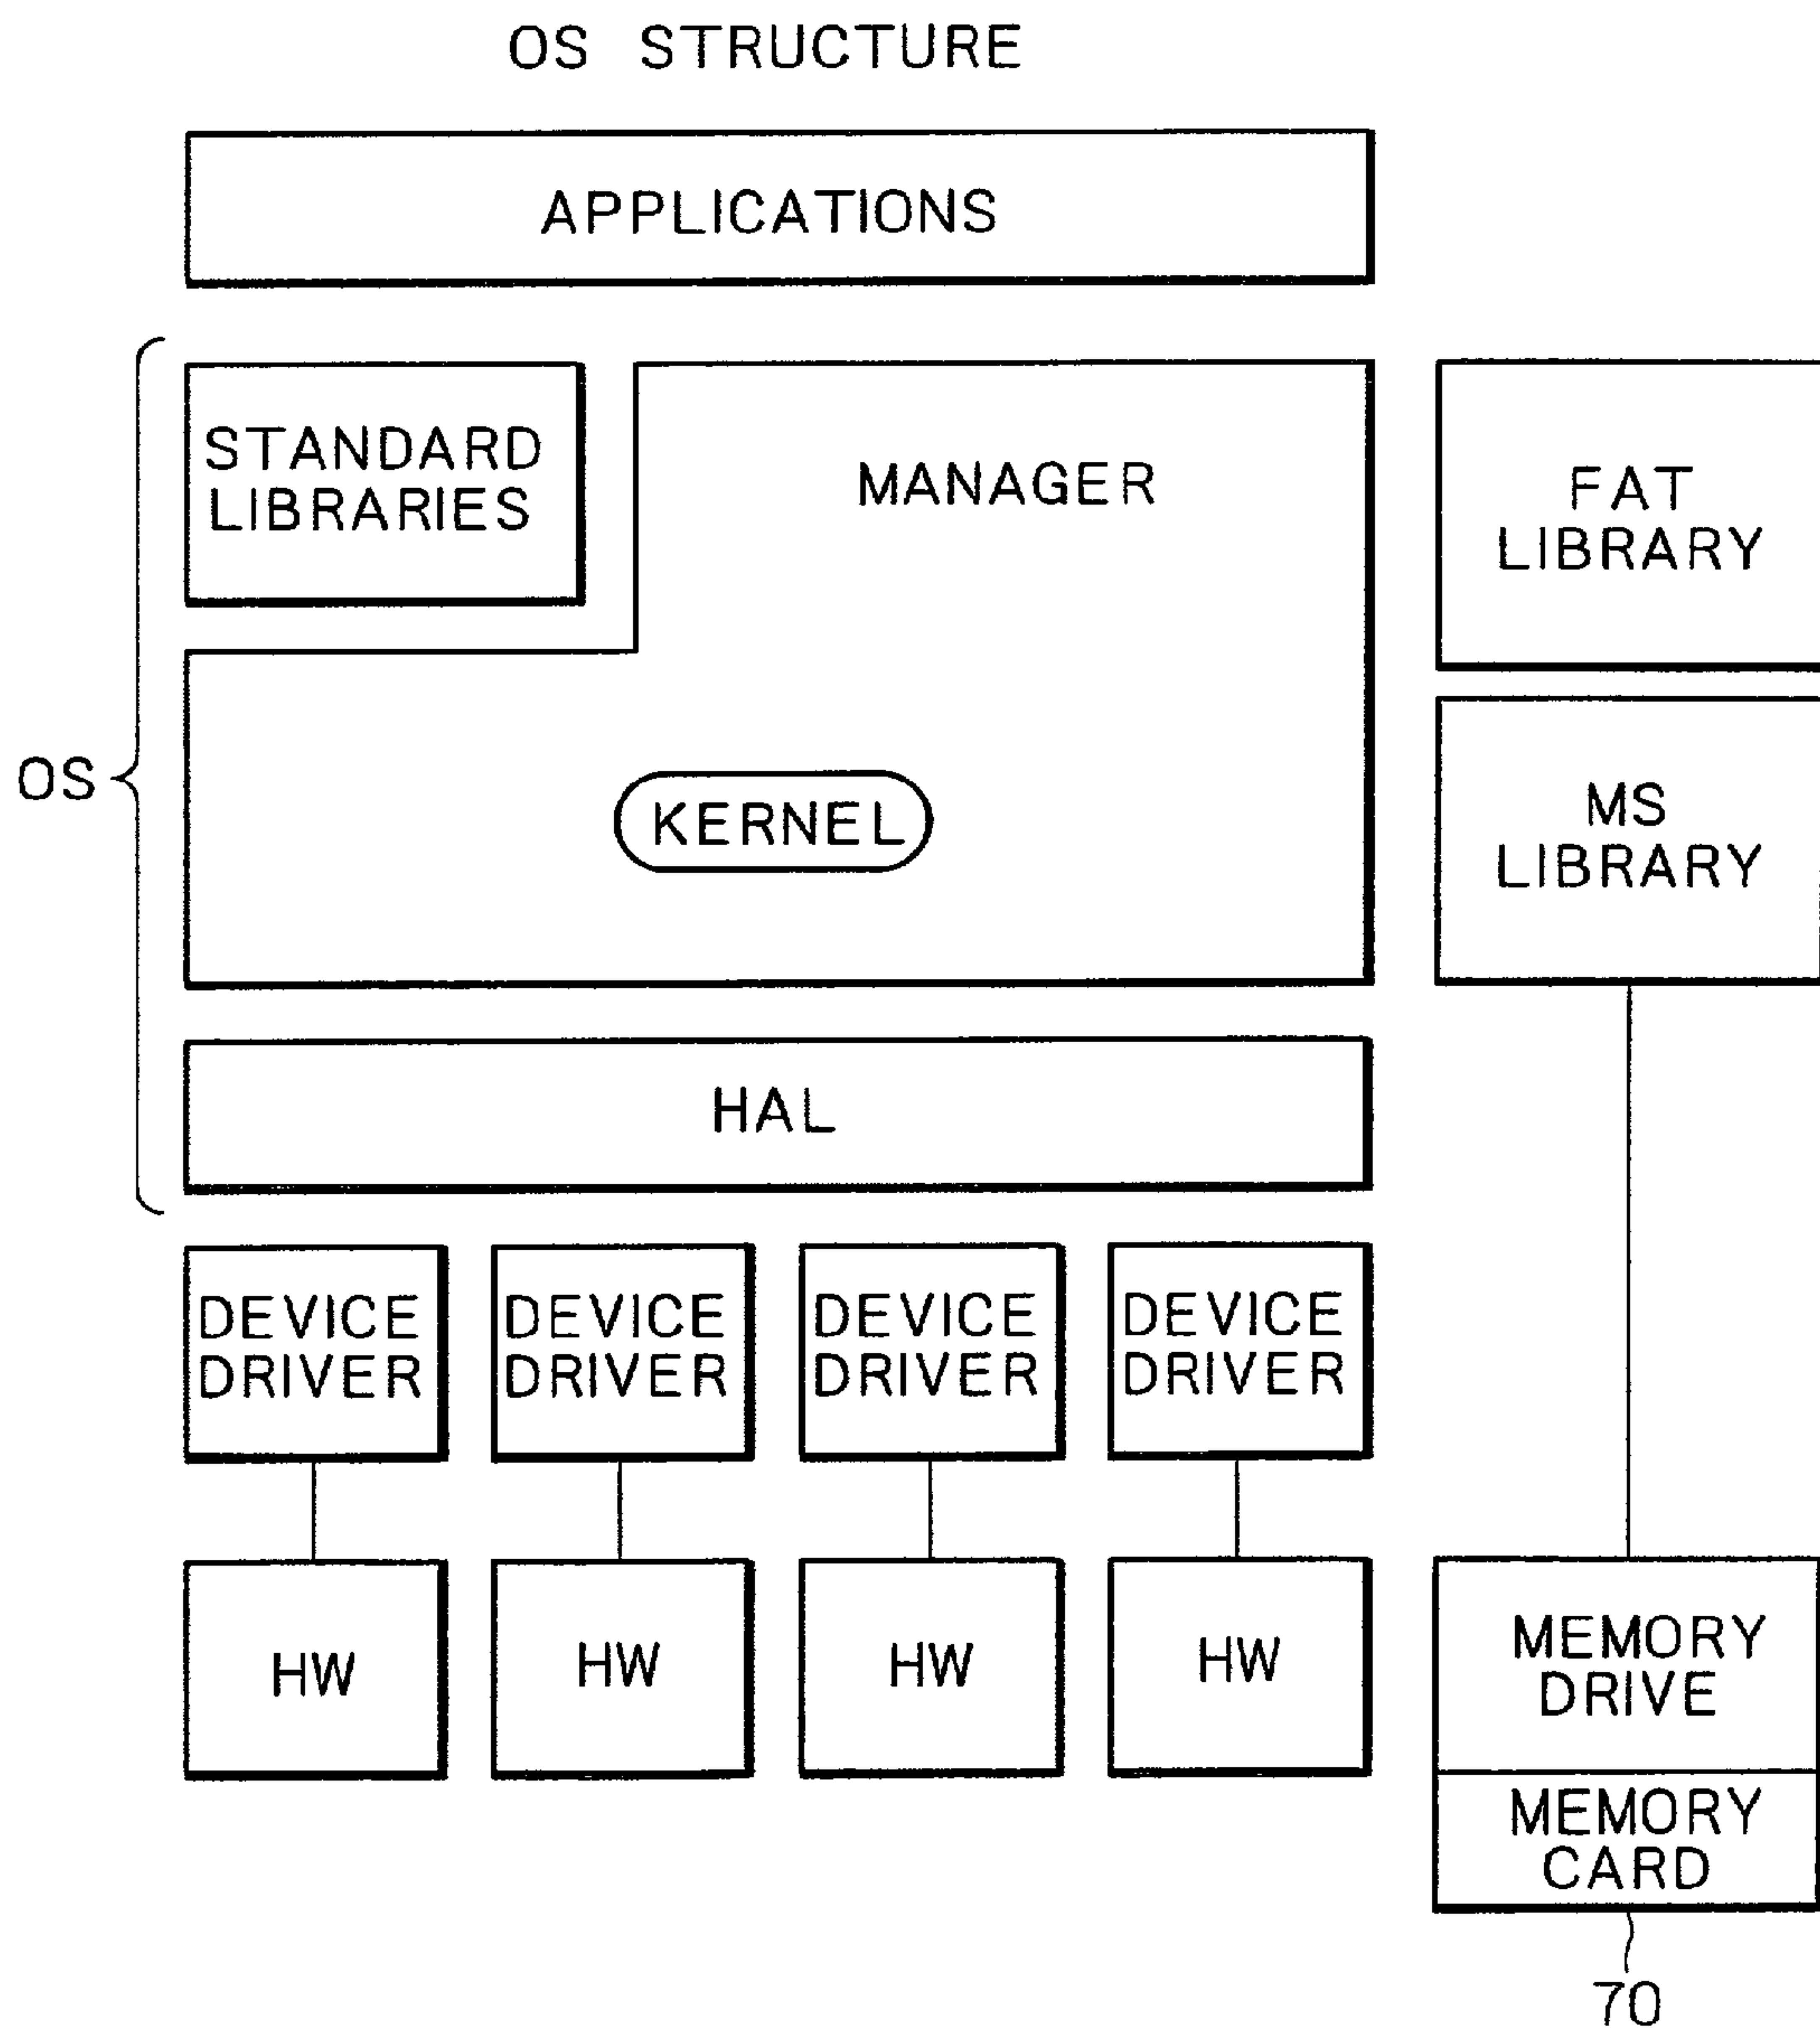 OS STRUCTURE
APPLICATIONS
STANDARD
LIBRARIES
MANAGER
FAT
LIBRARY
OS
KERNEL
MS
LIBRARY
HAL
DEVICE
DRIVER
DEVICE
DRIVER
DEVICE
DRIVER
DEVICE
DRIVER
HW
HW
HW
HW
MEMORY
DRIVE
MEMORY
CARD
70